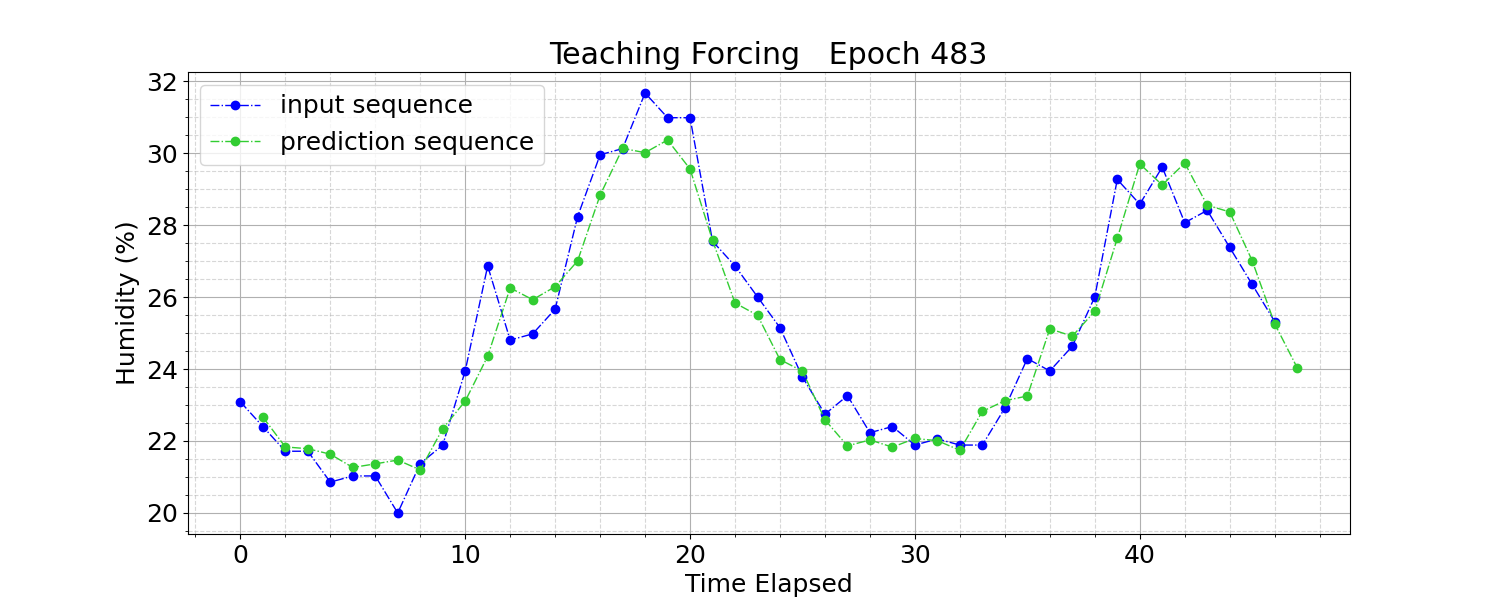 Teaching Forcing   Epoch 483
input sequence
prediction sequence
Humidity (%)
32
30
28
26
24
22
20
0 10 20 30 40
Time Elapsed